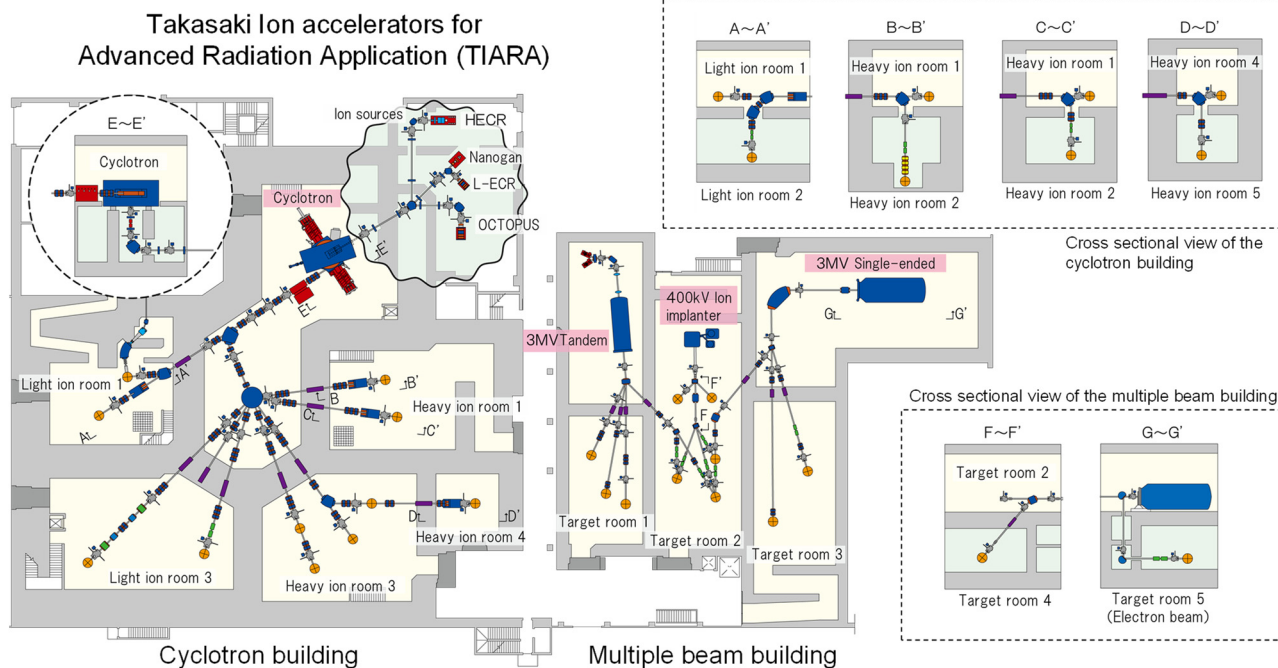 Takasaki Ion accelerators for
Advanced Radiation Application (TIARA)
A～A'
B～B'
C～C'
D～D'
Light ion room 1
Heavy ion room 1
Heavy ion room 1
Heavy ion room 4
Light ion room 2
Heavy ion room 2
Heavy ion room 2
Heavy ion room 5
Cross sectional view of the
cyclotron building
E～E'
Cyclotron
Ion sources
HECR
Nanogan
L-ECR
OCTOPUS
Cyclotron
E'
E
3MV Tandem
400kV Ion
implanter
3MV Single-ended
G
G'
F'
F
Light ion room 1
A'
A
B
B'
C
C'
Heavy ion room 1
D
D'
Heavy ion room 4
Light ion room 3
Heavy ion room 3
Target room 1
Target room 2
Target room 3
Cross sectional view of the multiple beam building
F～F'
G～G'
Target room 2
Target room 4
Target room 5
(Electron beam)
Cyclotron building
Multiple beam building